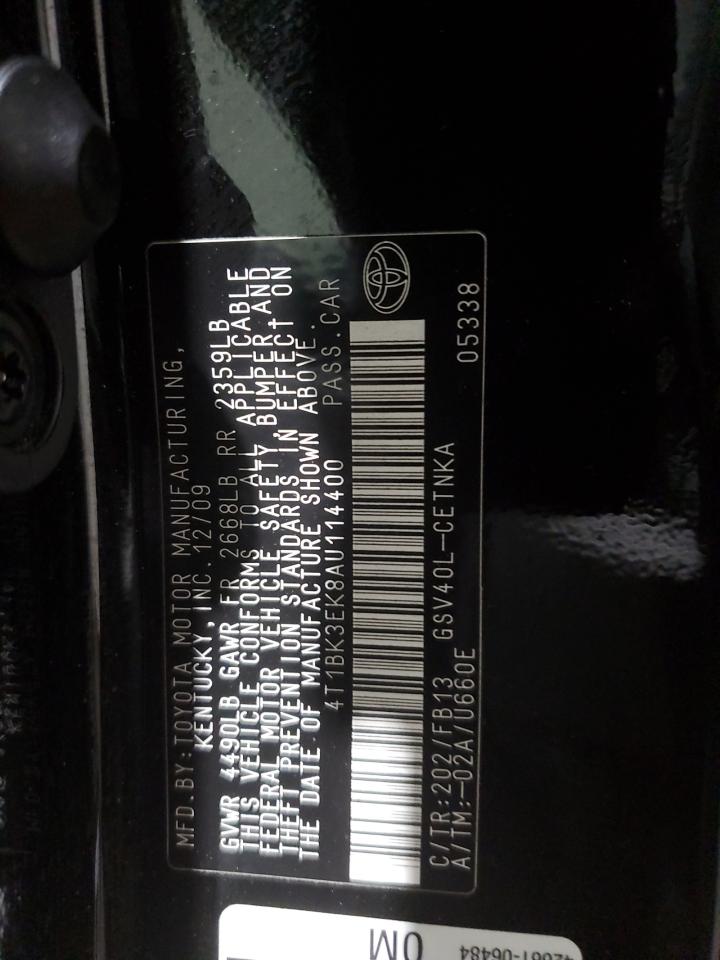 MFD.BY:TOYOTA MOTOR MANUFACTURING,
KENTUCKY, INC. 12/09
GVWR 4490LB GAWR FR 2668LB RR 2359LB
THIS VEHICLE CONFORMS TO ALL APPLICABLE
FEDERAL MOTOR VEHICLE SAFETY, BUMPER, AND
THEFT PREVENTION STANDARDS IN EFFECT ON
THE DATE OF MANUFACTURE SHOWN ABOVE.
4T1BK3EK8AU114400 PASS.CAR
C/TR:202/FB13 GSV40L-CETNKA 05338
A/TM:-02A/U660E
0M
42661-06484